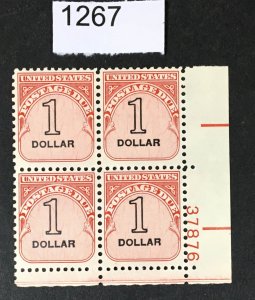 1267
UNITED STATES
POSTAGE DUE
1
DOLLAR
UNITED STATES
POSTAGE DUE
1
DOLLAR
UNITED STATES
POSTAGE DUE
1
DOLLAR
UNITED STATES
POSTAGE DUE
1
DOLLAR
37876